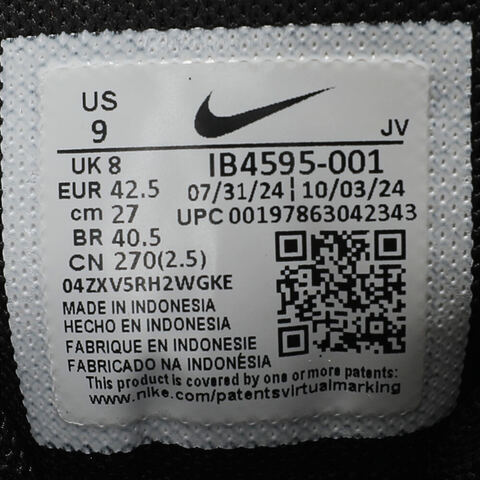 US
9
JV
UK 8
EUR 42.5
cm 27
BR 40.5
CN 270(2.5)
IB4595-001
07/31/24 | 10/03/24
UPC 00197863042343
04ZXV5RH2WGKE
MADE IN INDONESIA
HECHO EN INDONESIA
FABRIQUE EN INDONESIE
FABRICADO NA INDONÉSIA
This product is covered by one or more patents:
www.nike.com/patentsvirtualmarking